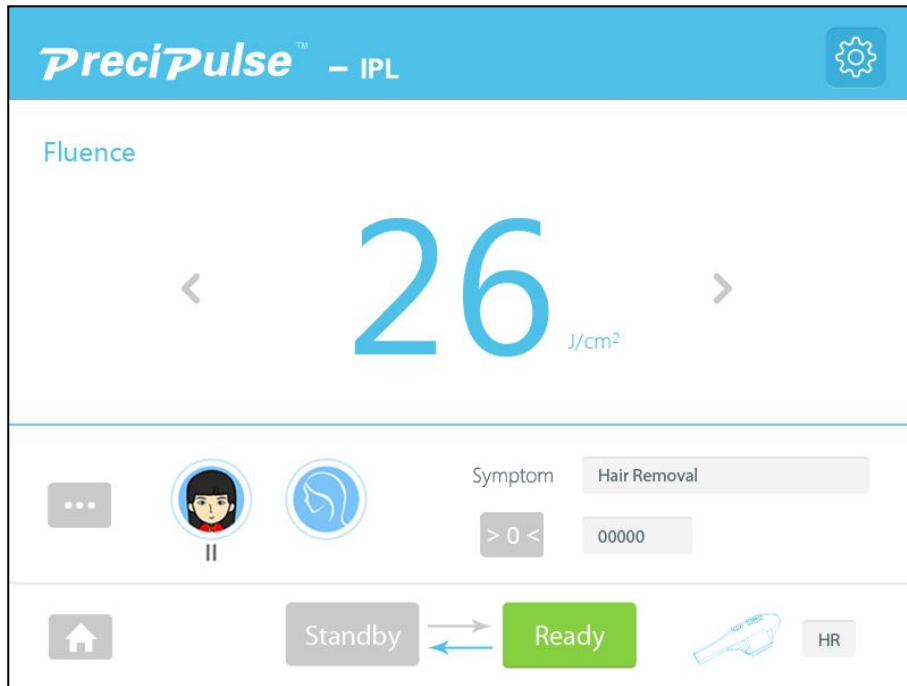 PreciPulse™ – IPL
Fluence
26 J/cm²
Symptom Hair Removal
II
> 0 < 00000
Standby Ready HR